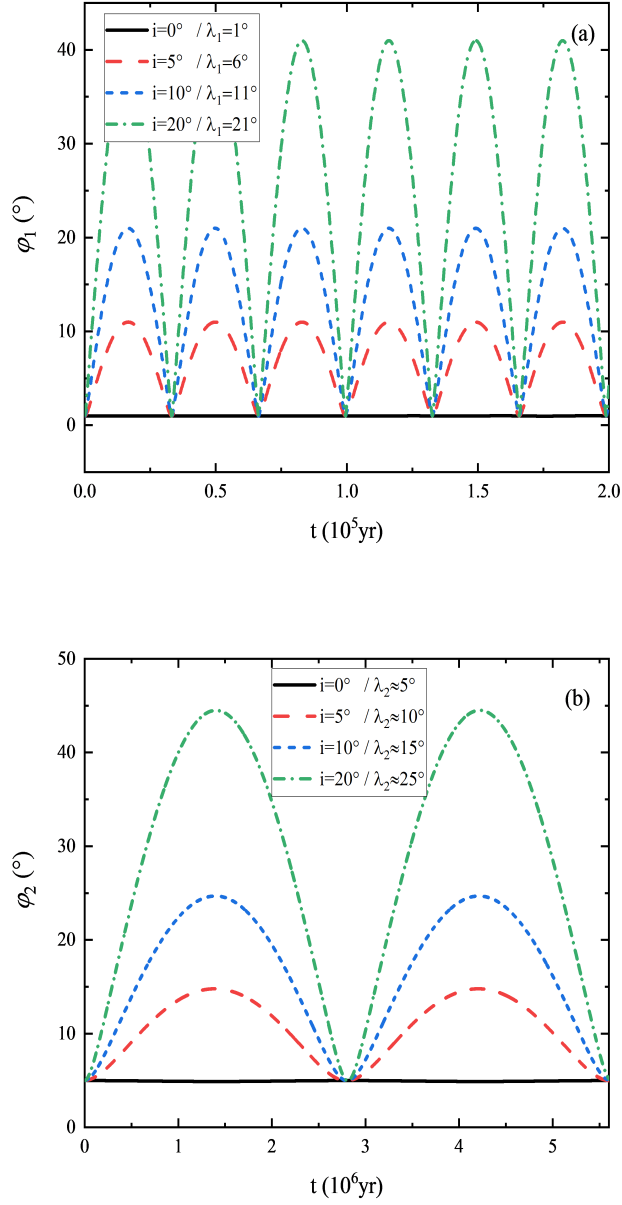 (a)
i=0° / λ₁=1°
i=5° / λ₁=6°
i=10° / λ₁=11°
i=20° / λ₁=21°
40
30
20
10
0
φ₁ (°)
0.0 0.5 1.0 1.5 2.0
t (10⁵yr)
(b)
i=0° / λ₂≈5°
i=5° / λ₂≈10°
i=10° / λ₂≈15°
i=20° / λ₂≈25°
50
40
30
20
10
0
φ₂ (°)
0 1 2 3 4 5
t (10⁶yr)